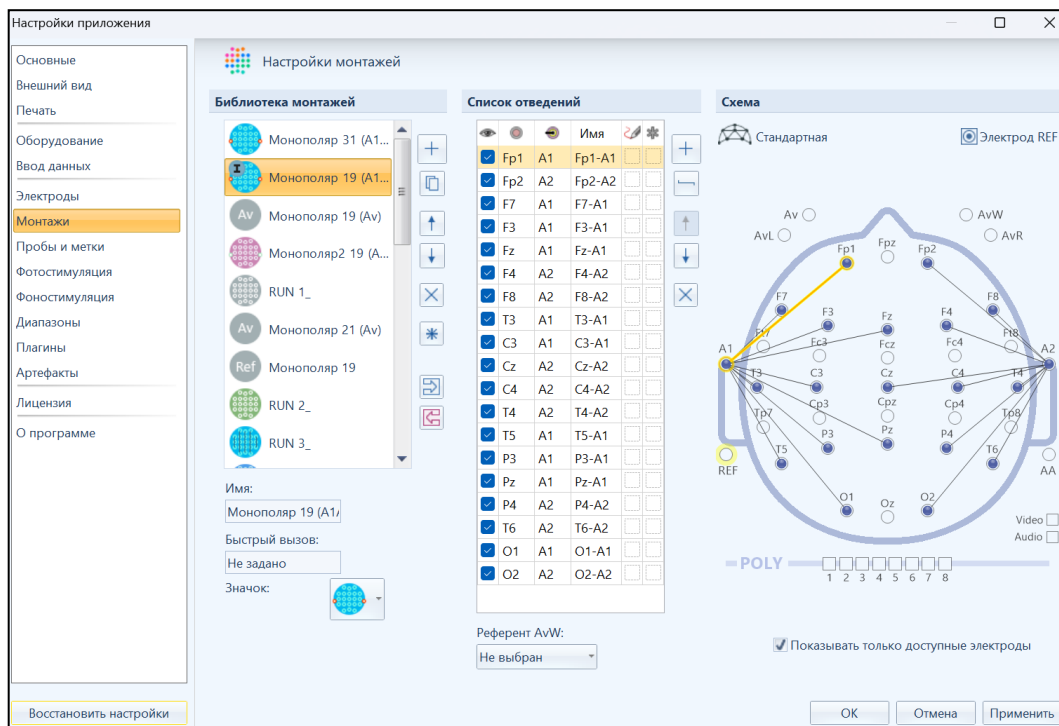 Настройки приложения
Основные
Внешний вид
Печать
Оборудование
Ввод данных
Электроды
Монтажи
Пробы и метки
Фотостимуляция
Фоностимуляция
Диапазоны
Плагины
Артефакты
Лицензия
О программе
Восстановить настройки
Настройки монтажей
Библиотека монтажей
Монополяр 31 (A1...
I
Монополяр 19 (A1...
Av Монополяр 19 (Av)
Монополяр2 19 (A...
RUN 1_
Av Монополяр 21 (Av)
Ref Монополяр 19
RUN 2_
RUN 3_
Имя:
Монополяр 19 (A1/
Быстрый вызов:
Не задано
Значок:
Список отведений
Имя
Fp1 A1 Fp1-A1
Fp2 A2 Fp2-A2
F7 A1 F7-A1
F3 A1 F3-A1
Fz A1 Fz-A1
F4 A2 F4-A2
F8 A2 F8-A2
T3 A1 T3-A1
C3 A1 C3-A1
Cz A2 Cz-A2
C4 A2 C4-A2
T4 A2 T4-A2
T5 A1 T5-A1
P3 A1 P3-A1
Pz A1 Pz-A1
P4 A2 P4-A2
T6 A2 T6-A2
O1 A1 O1-A1
O2 A2 O2-A2
Референт AvW:
Не выбран
Схема
Стандартная Электрод REF
Av AvW
AvL AvR
Fp1 Fpz Fp2
F7 F3 Fz F4 F8
Ft7 Fc3 Fcz Fc4 Ft8
A1 A2
T3 C3 Cz C4 T4
Tp7 Cp3 Cpz Cp4 Tp8
T5 P3 Pz P4 T6
REF AA
O1 Oz O2
Video
Audio
POLY
1 2 3 4 5 6 7 8
Показывать только доступные электроды
ОК Отмена Применить